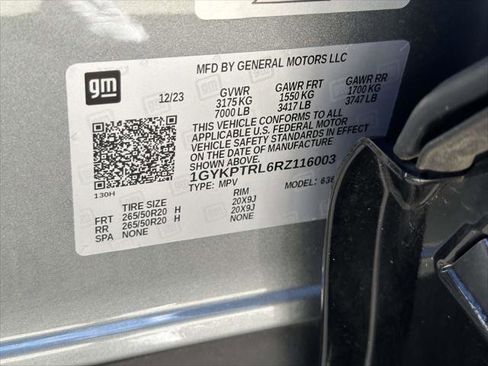 gm
MFD BY GENERAL MOTORS LLC
12/23 GVWR GAWR FRT GAWR RR
3175 KG 1550 KG 1700 KG
7000 LB 3417 LB 3747 LB
THIS VEHICLE CONFORMS TO ALL
APPLICABLE U.S. FEDERAL MOTOR
VEHICLE SAFETY STANDARDS IN EFFECT
ON THE DATE OF MANUFACTURE
SHOWN ABOVE.
1GYKPTRL6RZ116003
130H TYPE: MPV MODEL:
TIRE SIZE RIM
FRT 265/50R20 H 20X9J
RR 265/50R20 H 20X9J
SPA NONE NONE